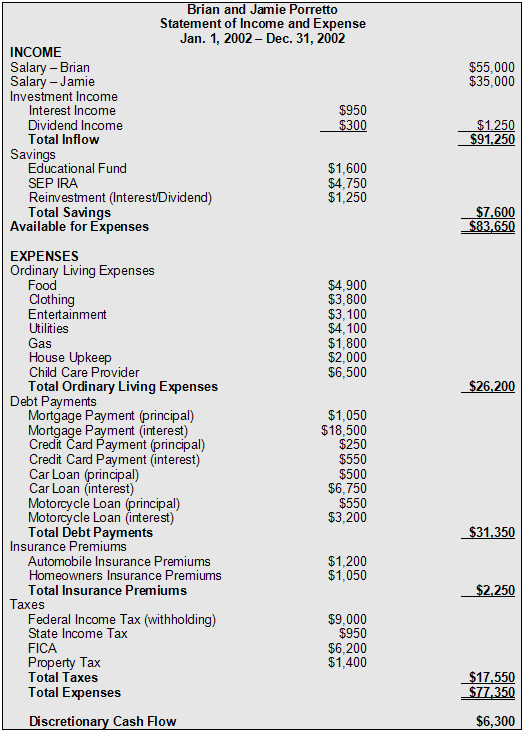 Brian and Jamie Porretto
Statement of Income and Expense
Jan. 1, 2002 – Dec. 31, 2002
INCOME
Salary – Brian $55,000
Salary – Jamie $35,000
Investment Income
Interest Income $950
Dividend Income $300 $1,250
Total Inflow $91,250
Savings
Educational Fund $1,600
SEP IRA $4,750
Reinvestment (Interest/Dividend) $1,250
Total Savings $7,600
Available for Expenses $83,650
EXPENSES
Ordinary Living Expenses
Food $4,900
Clothing $3,800
Entertainment $3,100
Utilities $4,100
Gas $1,800
House Upkeep $2,000
Child Care Provider $6,500
Total Ordinary Living Expenses $26,200
Debt Payments
Mortgage Payment (principal) $1,050
Mortgage Payment (interest) $18,500
Credit Card Payment (principal) $250
Credit Card Payment (interest) $550
Car Loan (principal) $500
Car Loan (interest) $6,750
Motorcycle Loan (principal) $550
Motorcycle Loan (interest) $3,200
Total Debt Payments $31,350
Insurance Premiums
Automobile Insurance Premiums $1,200
Homeowners Insurance Premiums $1,050
Total Insurance Premiums $2,250
Taxes
Federal Income Tax (withholding) $9,000
State Income Tax $950
FICA $6,200
Property Tax $1,400
Total Taxes $17,550
Total Expenses $77,350
Discretionary Cash Flow $6,300